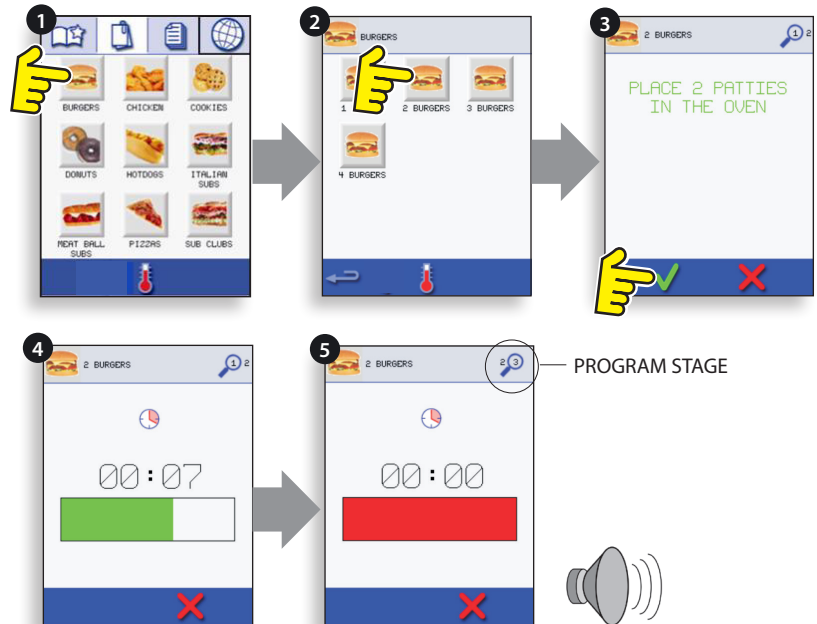 1
BURGERS CHICKEN COOKIES
DONUTS HOTDOGS ITALIAN
SUBS
MEAT BALL
SUBS
PIZZAS SUB CLUBS
2
BURGERS
1 2 BURGERS 3 BURGERS
4 BURGERS
3
2 BURGERS 1 2
PLACE 2 PATTIES
IN THE OVEN
4
2 BURGERS 1 2
00:07
5
2 BURGERS 2 3
PROGRAM STAGE
00:00